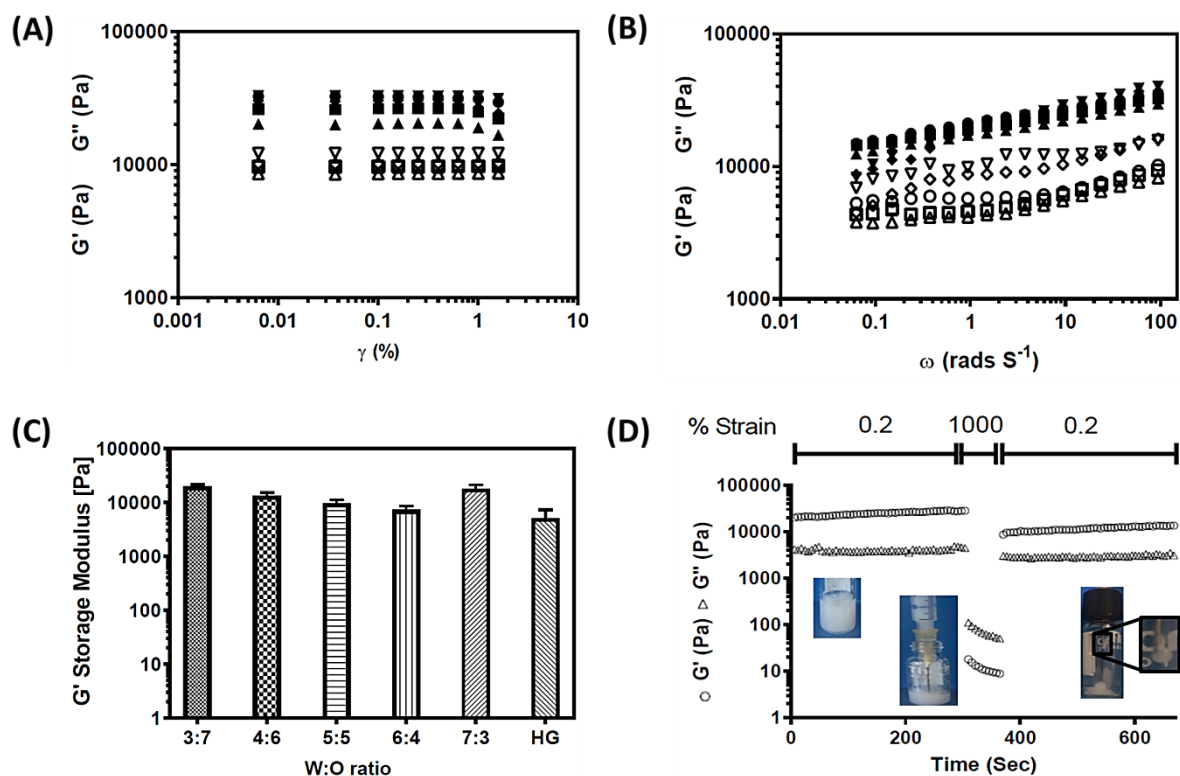 (A)
100000
10000
1000
G' (Pa) G'' (Pa)
0.001 0.01 0.1 1 10
γ (%)
(B)
100000
10000
1000
G' (Pa) G'' (Pa)
0.01 0.1 1 10 100
ω (rads S⁻¹)
(C)
100000
10000
1000
100
10
1
G' Storage Modulus [Pa]
3:7 4:6 5:5 6:4 7:3 HG
W:O ratio
(D)
% Strain 0.2 1000 0.2
100000
10000
1000
100
10
1
○ G' (Pa) △ G'' (Pa)
0 200 400 600
Time (Sec)